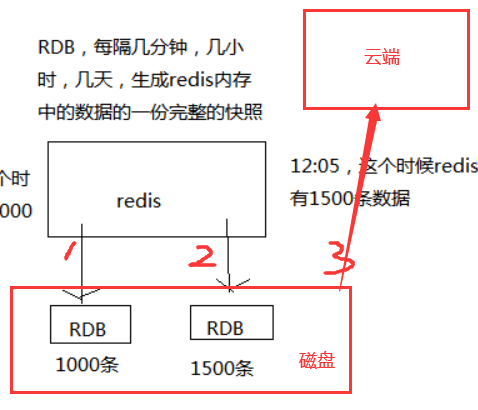 RDB，每隔几分钟，几小
时，几天，生成redis内存
中的数据的一份完整的快照
云端
个时
000
redis
12:05，这个时候redis
有1500条数据
1
2
3
RDB
1000条
RDB
1500条
磁盘